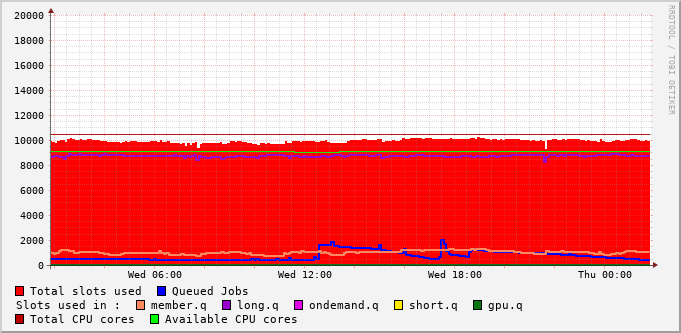 20000
18000
16000
14000
12000
10000
8000
6000
4000
2000
0
Wed 06:00 Wed 12:00 Wed 18:00 Thu 00:00
Total slots used Queued Jobs
Slots used in : member.q long.q ondemand.q short.q gpu.q
Total CPU cores Available CPU cores
RRDTOOL / TOBI OETIKER